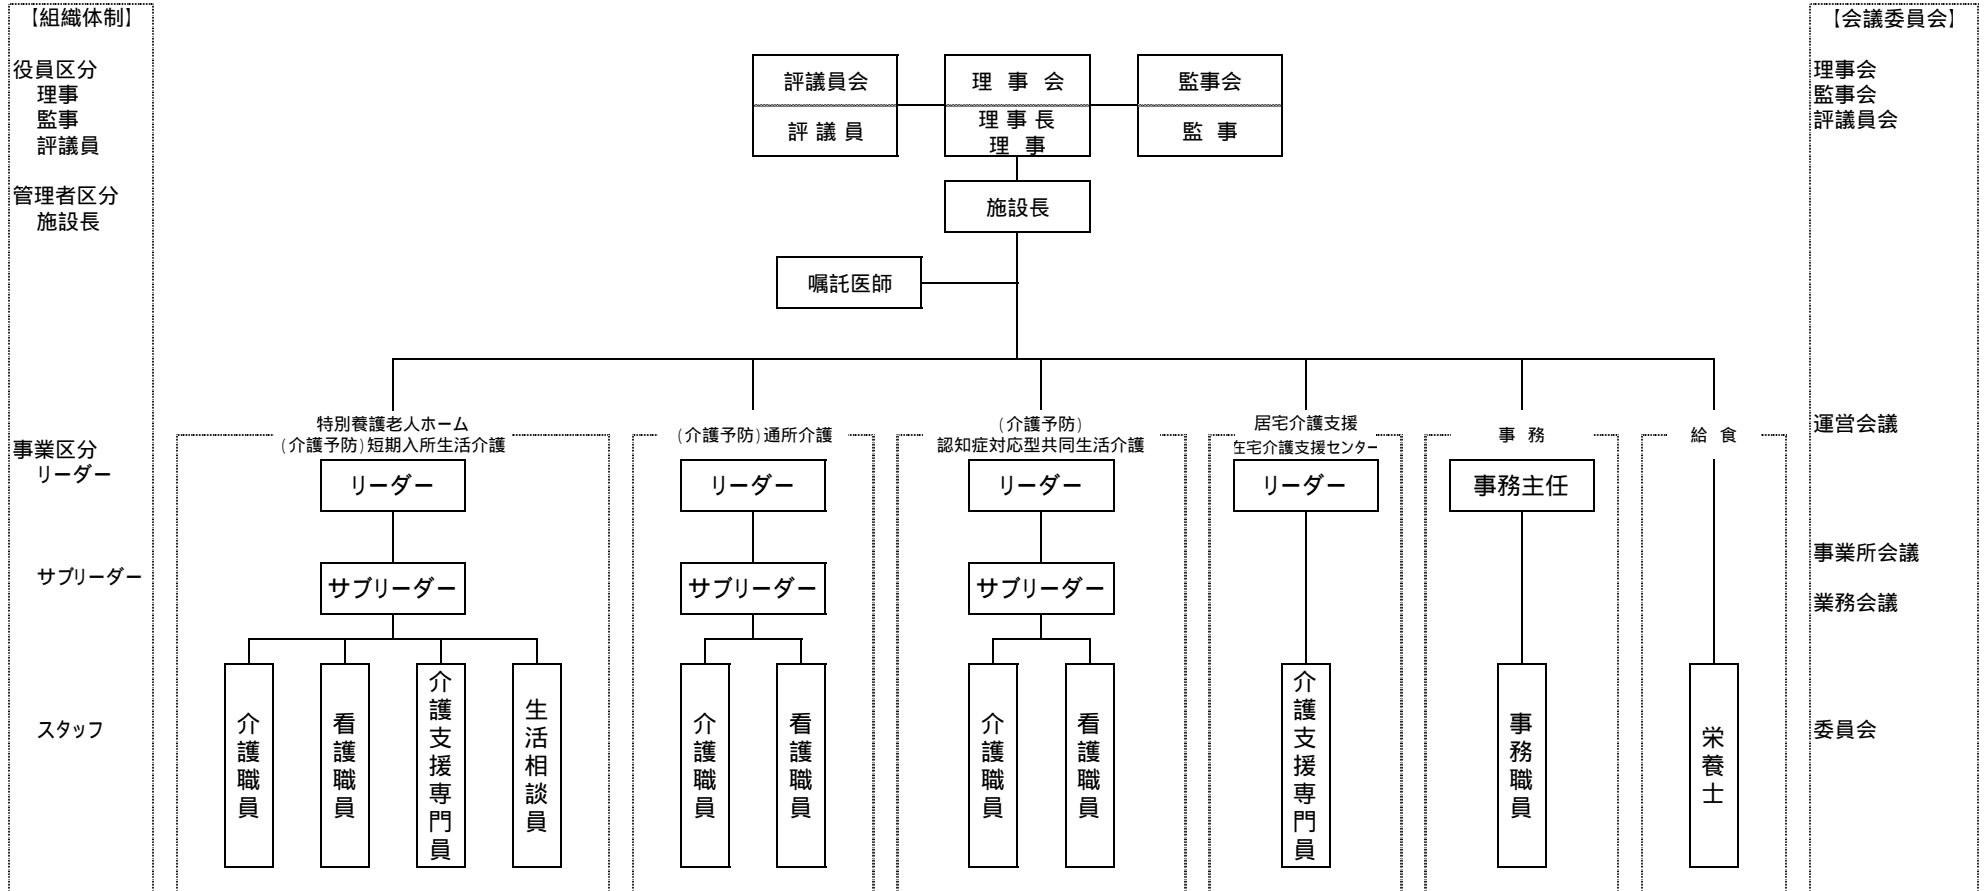 【組織体制】
役員区分
理事
監事
評議員
管理者区分
施設長
事業区分
リーダー
サブリーダー
スタッフ
評議員会
評 議 員
理 事 会
理 事 長
理 事
監事会
監 事
施設長
嘱託医師
特別養護老人ホーム
(介護予防)短期入所生活介護
リーダー
サブリーダー
介護職員
看護職員
介護支援専門員
生活相談員
(介護予防)通所介護
リーダー
サブリーダー
介護職員
看護職員
(介護予防)
認知症対応型共同生活介護
リーダー
サブリーダー
介護職員
看護職員
居宅介護支援
在宅介護支援センター
リーダー
介護支援専門員
事 務
事務主任
事務職員
給 食
栄養士
【会議委員会】
理事会
監事会
評議員会
運営会議
事業所会議
業務会議
委員会